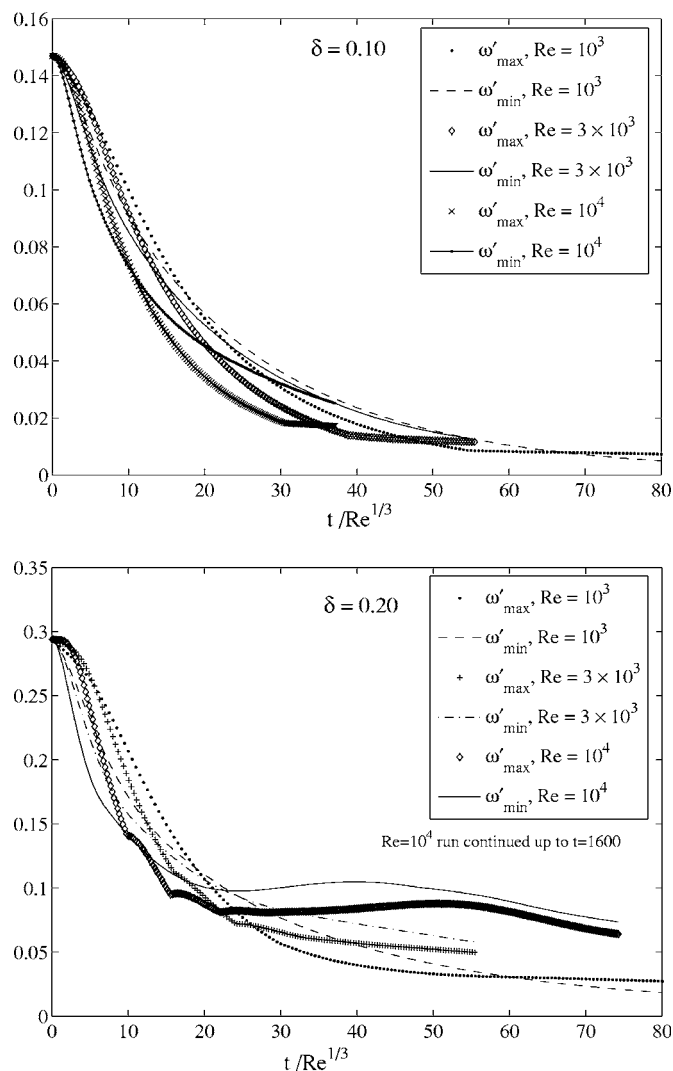 0.16
0.14
0.12
0.1
0.08
0.06
0.04
0.02
0
δ = 0.10
ω′max, Re = 10³
ω′min, Re = 10³
ω′max, Re = 3 × 10³
ω′min, Re = 3 × 10³
ω′max, Re = 10⁴
ω′min, Re = 10⁴
0 10 20 30 40 50 60 70 80
t /Re^1/3
0.35
0.3
0.25
0.2
0.15
0.1
0.05
0
δ = 0.20
ω′max, Re = 10³
ω′min, Re = 10³
ω′max, Re = 3 × 10³
ω′min, Re = 3 × 10³
ω′max, Re = 10⁴
ω′min, Re = 10⁴
Re=10⁴ run continued up to t=1600
0 10 20 30 40 50 60 70 80
t /Re^1/3